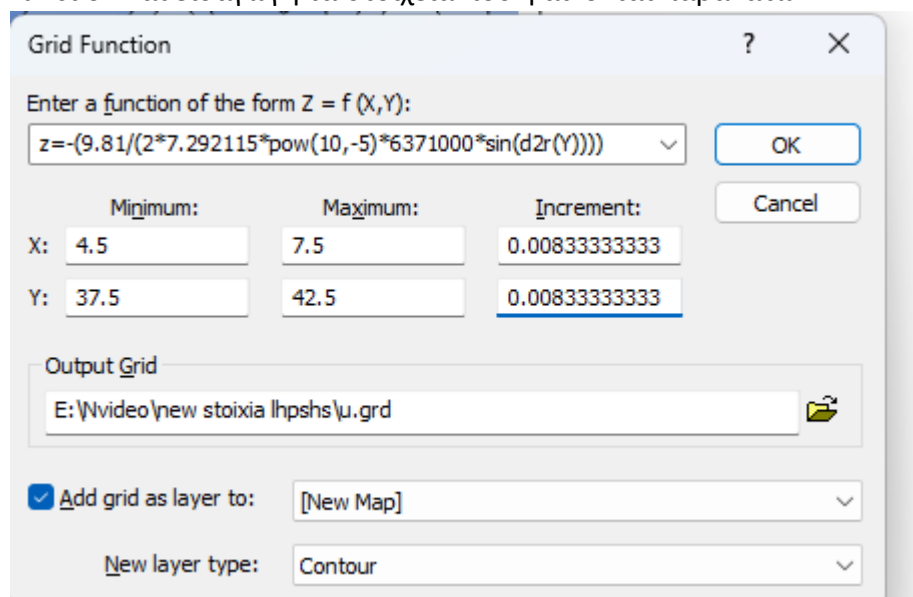 Grid Function ? ×
Enter a function of the form Z = f (X,Y):
z=-(9.81/(2*7.292115*pow(10,-5)*6371000*sin(d2r(Y)))) OK
Minimum: Maximum: Increment: Cancel
X: 4.5 7.5 0.00833333333
Y: 37.5 42.5 0.00833333333
Output Grid
E:\Nvideo\new stoixia lhpshs\u.grd
Add grid as layer to: [New Map]
New layer type: Contour